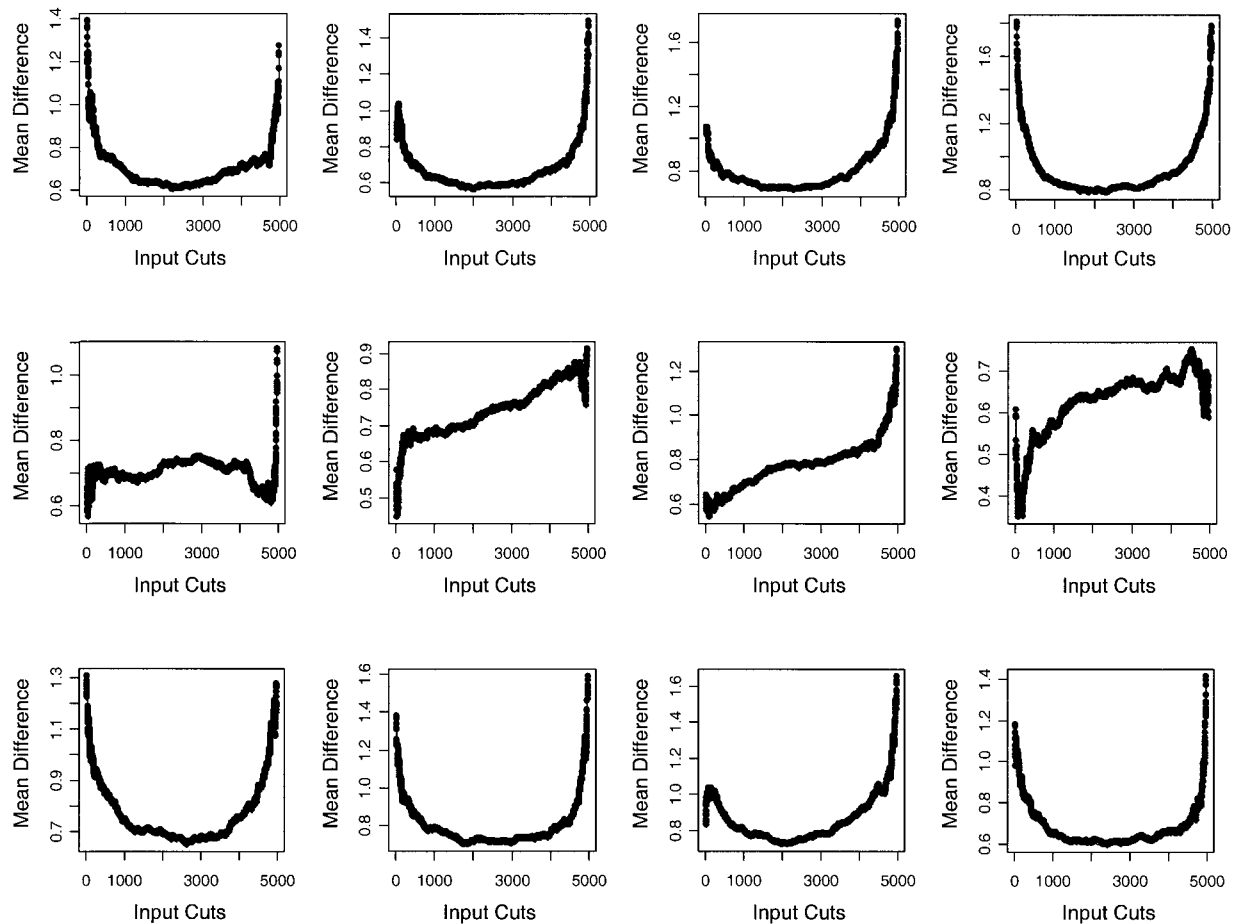 Mean Difference
0.6 0.8 1.0 1.2 1.4
0 1000 3000 5000
Input Cuts
Mean Difference
0.6 0.8 1.0 1.2 1.4
0 1000 3000 5000
Input Cuts
Mean Difference
0.8 1.2 1.6
0 1000 3000 5000
Input Cuts
Mean Difference
0.8 1.2 1.6
0 1000 3000 5000
Input Cuts
Mean Difference
0.6 0.8 1.0
0 1000 3000 5000
Input Cuts
Mean Difference
0.5 0.6 0.7 0.8 0.9
0 1000 3000 5000
Input Cuts
Mean Difference
0.6 0.8 1.0 1.2
0 1000 3000 5000
Input Cuts
Mean Difference
0.4 0.5 0.6 0.7
0 1000 3000 5000
Input Cuts
Mean Difference
0.7 0.9 1.1 1.3
0 1000 3000 5000
Input Cuts
Mean Difference
0.8 1.0 1.2 1.4 1.6
0 1000 3000 5000
Input Cuts
Mean Difference
0.8 1.0 1.2 1.4 1.6
0 1000 3000 5000
Input Cuts
Mean Difference
0.6 0.8 1.0 1.2 1.4
0 1000 3000 5000
Input Cuts